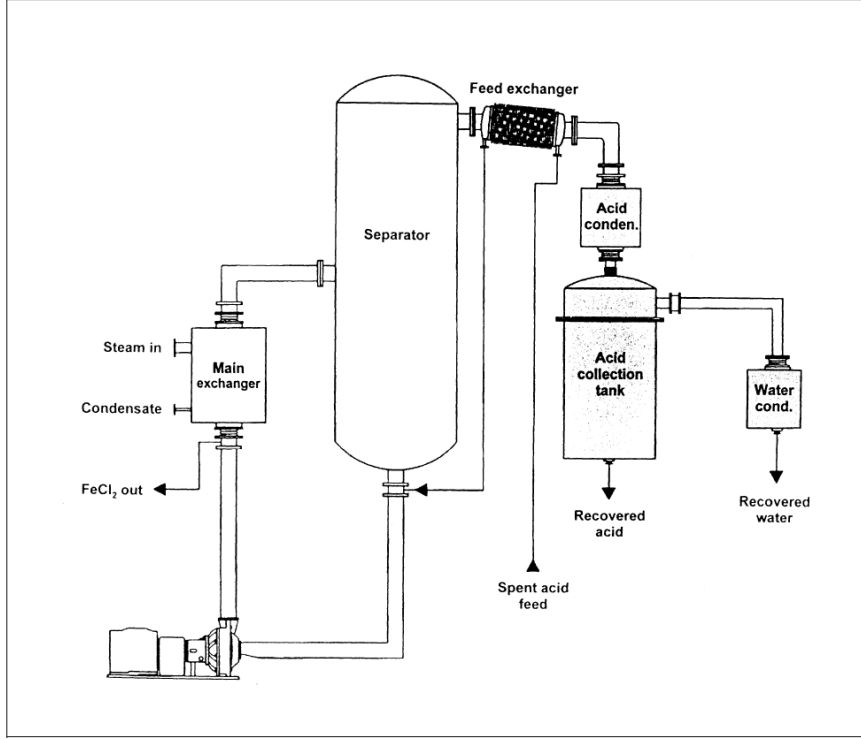 Feed exchanger
Acid
conden.
Separator
Steam in
Main
exchanger
Acid
collection
tank
Water
cond.
Condensate
FeCl₂ out
Recovered
acid
Recovered
water
Spent acid
feed